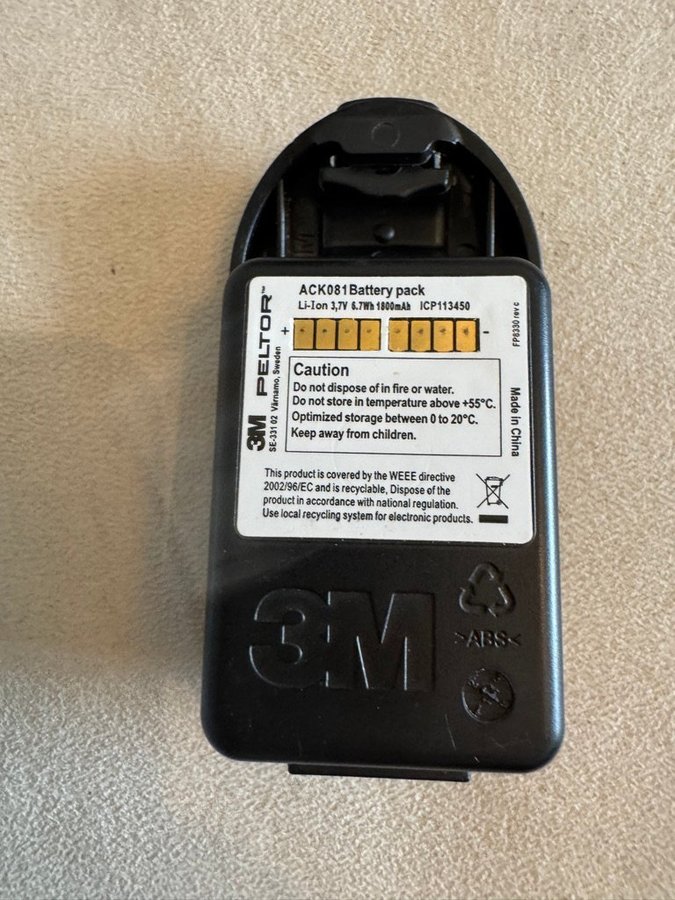 ACK081Battery pack
Li-Ion 3,7V 6.7Wh 1800mAh ICP113450
+ -
Caution
Do not dispose of in fire or water.
Do not store in temperature above +55°C.
Optimized storage between 0 to 20°C.
Keep away from children.
This product is covered by the WEEE directive
2002/96/EC and is recyclable, Dispose of the
product in accordance with national regulation.
Use local recycling system for electronic products.
3M PELTOR™
SE-331 02 Värnamo, Sweden
FP8330 rev c
Made in China
3M
>ABS<